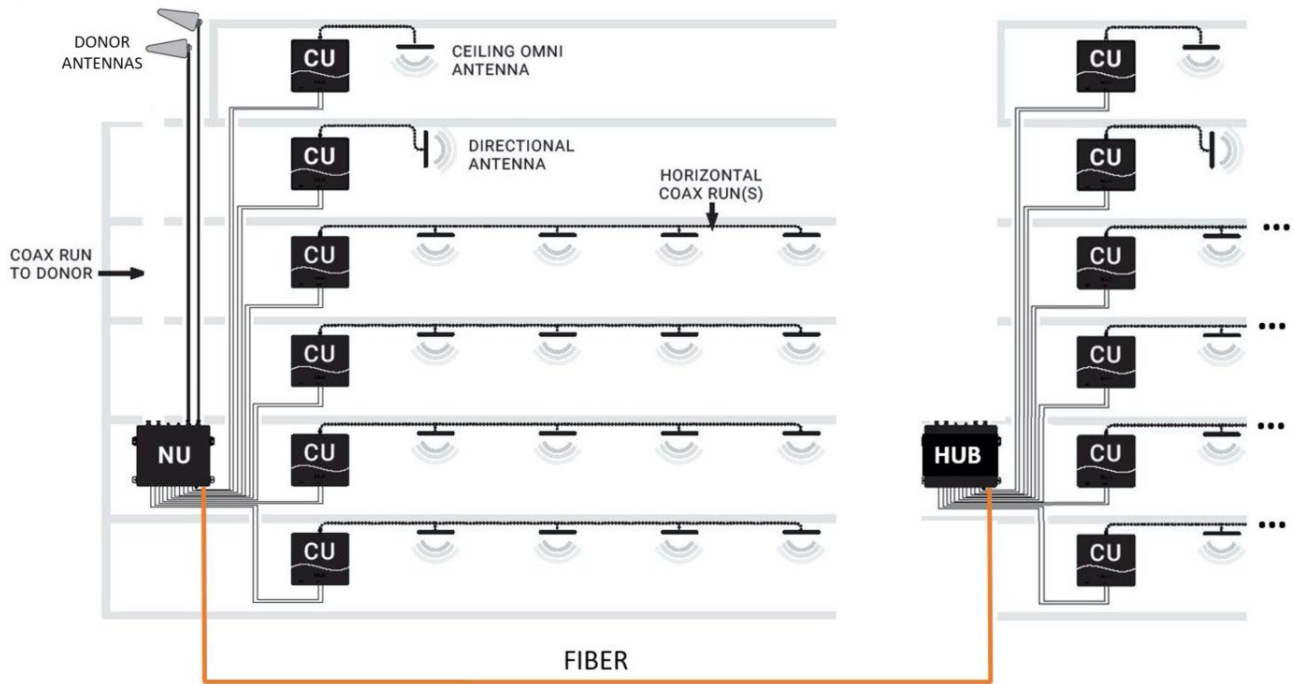 DONOR
ANTENNAS
CU
CEILING OMNI
ANTENNA
CU
CU
DIRECTIONAL
ANTENNA
CU
HORIZONTAL
COAX RUN(S)
COAX RUN
TO DONOR
CU
CU
...
CU
CU
...
NU
CU
HUB
CU
...
CU
CU
...
FIBER